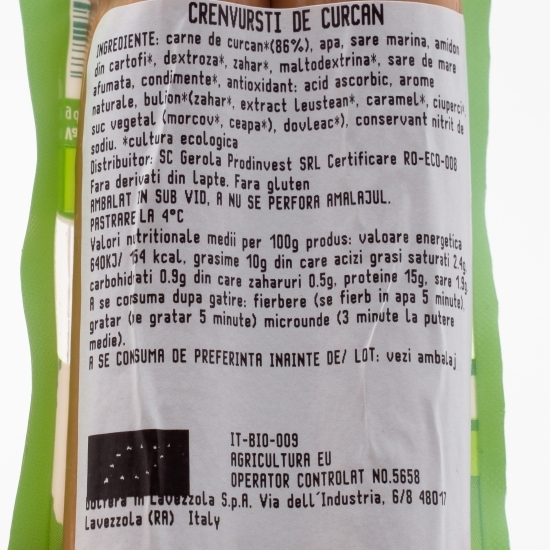 CRENVURSTI DE CURCAN
INGREDIENTE: carne de curcan*(86%), apa, sare marina, amidon
din cartofi*, dextroza*, zahar*, maltodextrina*, sare de mare
afumata, condimente*, antioxidant: acid ascorbic, arome
naturale, bulion*(zahar*, extract Leustean*, caramel*, ciuperci*,
suc vegetal (morcov*, ceapa*), dovleac*), conservant nitrit de
sodiu. *cultura ecologica
Distribuitor: SC Gerola Prodinvest SRL Certificare RO-ECO-008
Fara derivati din lapte. Fara gluten
AMBALAT IN SUB VID, A NU SE PERFORA AMALAJUL.
PASTRARE LA 4°C
Valori nutritionale medii per 100g produs: valoare energetica
640KJ/ 154 kcal, grasime 10g din care acizi grasi saturati 2.4g
carbohidati 0.9g din care zaharuri 0.5g, proteine 15g, sare 1.9g
A se consuma dupa gatire: fierbere (se fierb in apa 5 minute),
gratar (pe gratar 5 minute) microunde (3 minute la putere
medie).
A SE CONSUMA DE PREFERINTA INAINTE DE/ LOT: vezi ambalaj
IT-BIO-009
AGRICULTURA EU
OPERATOR CONTROLAT NO.5658
in Lavezzola S.p.A. Via dell'Industria, 6/8 48017
Lavezzola (RA) Italy